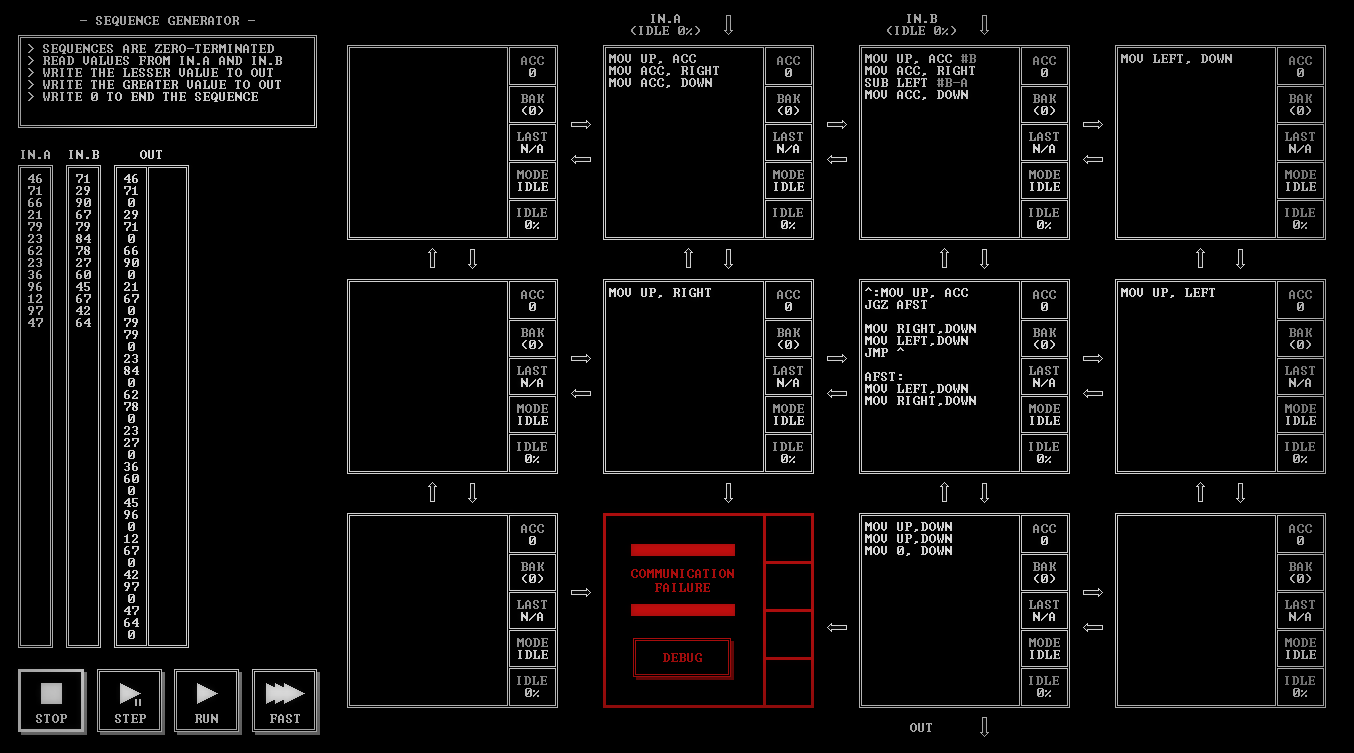 - SEQUENCE GENERATOR -
> SEQUENCES ARE ZERO-TERMINATED
> READ VALUES FROM IN.A AND IN.B
> WRITE THE LESSER VALUE TO OUT
> WRITE THE GREATER VALUE TO OUT
> WRITE 0 TO END THE SEQUENCE
IN.A IN.B OUT
46 71 46
71 29 71
66 90 0
21 67 29
79 79 71
23 84 0
62 78 66
23 27 90
36 60 0
96 45 21
12 67 67
97 42 0
47 64 79
79
0
23
84
0
62
78
0
23
27
0
36
60
0
45
96
0
12
67
0
42
97
0
47
64
0
STOP
STEP
RUN
FAST
IN.A
(IDLE 0%)
IN.B
(IDLE 0%)
ACC
0
BAK
(0)
LAST
N/A
MODE
IDLE
IDLE
0%
MOV UP, ACC
MOV ACC, RIGHT
MOV ACC, DOWN
ACC
0
BAK
(0)
LAST
N/A
MODE
IDLE
IDLE
0%
MOV UP, ACC #B
MOV ACC, RIGHT
SUB LEFT #B-A
MOV ACC, DOWN
ACC
0
BAK
(0)
LAST
N/A
MODE
IDLE
IDLE
0%
MOV LEFT, DOWN
ACC
0
BAK
(0)
LAST
N/A
MODE
IDLE
IDLE
0%
ACC
0
BAK
(0)
LAST
N/A
MODE
IDLE
IDLE
0%
MOV UP, RIGHT
ACC
0
BAK
(0)
LAST
N/A
MODE
IDLE
IDLE
0%
^:MOV UP, ACC
JGZ AFST
MOV RIGHT,DOWN
MOV LEFT,DOWN
JMP ^
AFST:
MOV LEFT,DOWN
MOV RIGHT,DOWN
ACC
0
BAK
(0)
LAST
N/A
MODE
IDLE
IDLE
0%
MOV UP, LEFT
ACC
0
BAK
(0)
LAST
N/A
MODE
IDLE
IDLE
0%
ACC
0
BAK
(0)
LAST
N/A
MODE
IDLE
IDLE
0%
COMMUNICATION
FAILURE
DEBUG
MOV UP,DOWN
MOV UP,DOWN
MOV 0, DOWN
ACC
0
BAK
(0)
LAST
N/A
MODE
IDLE
IDLE
0%
ACC
0
BAK
(0)
LAST
N/A
MODE
IDLE
IDLE
0%
OUT